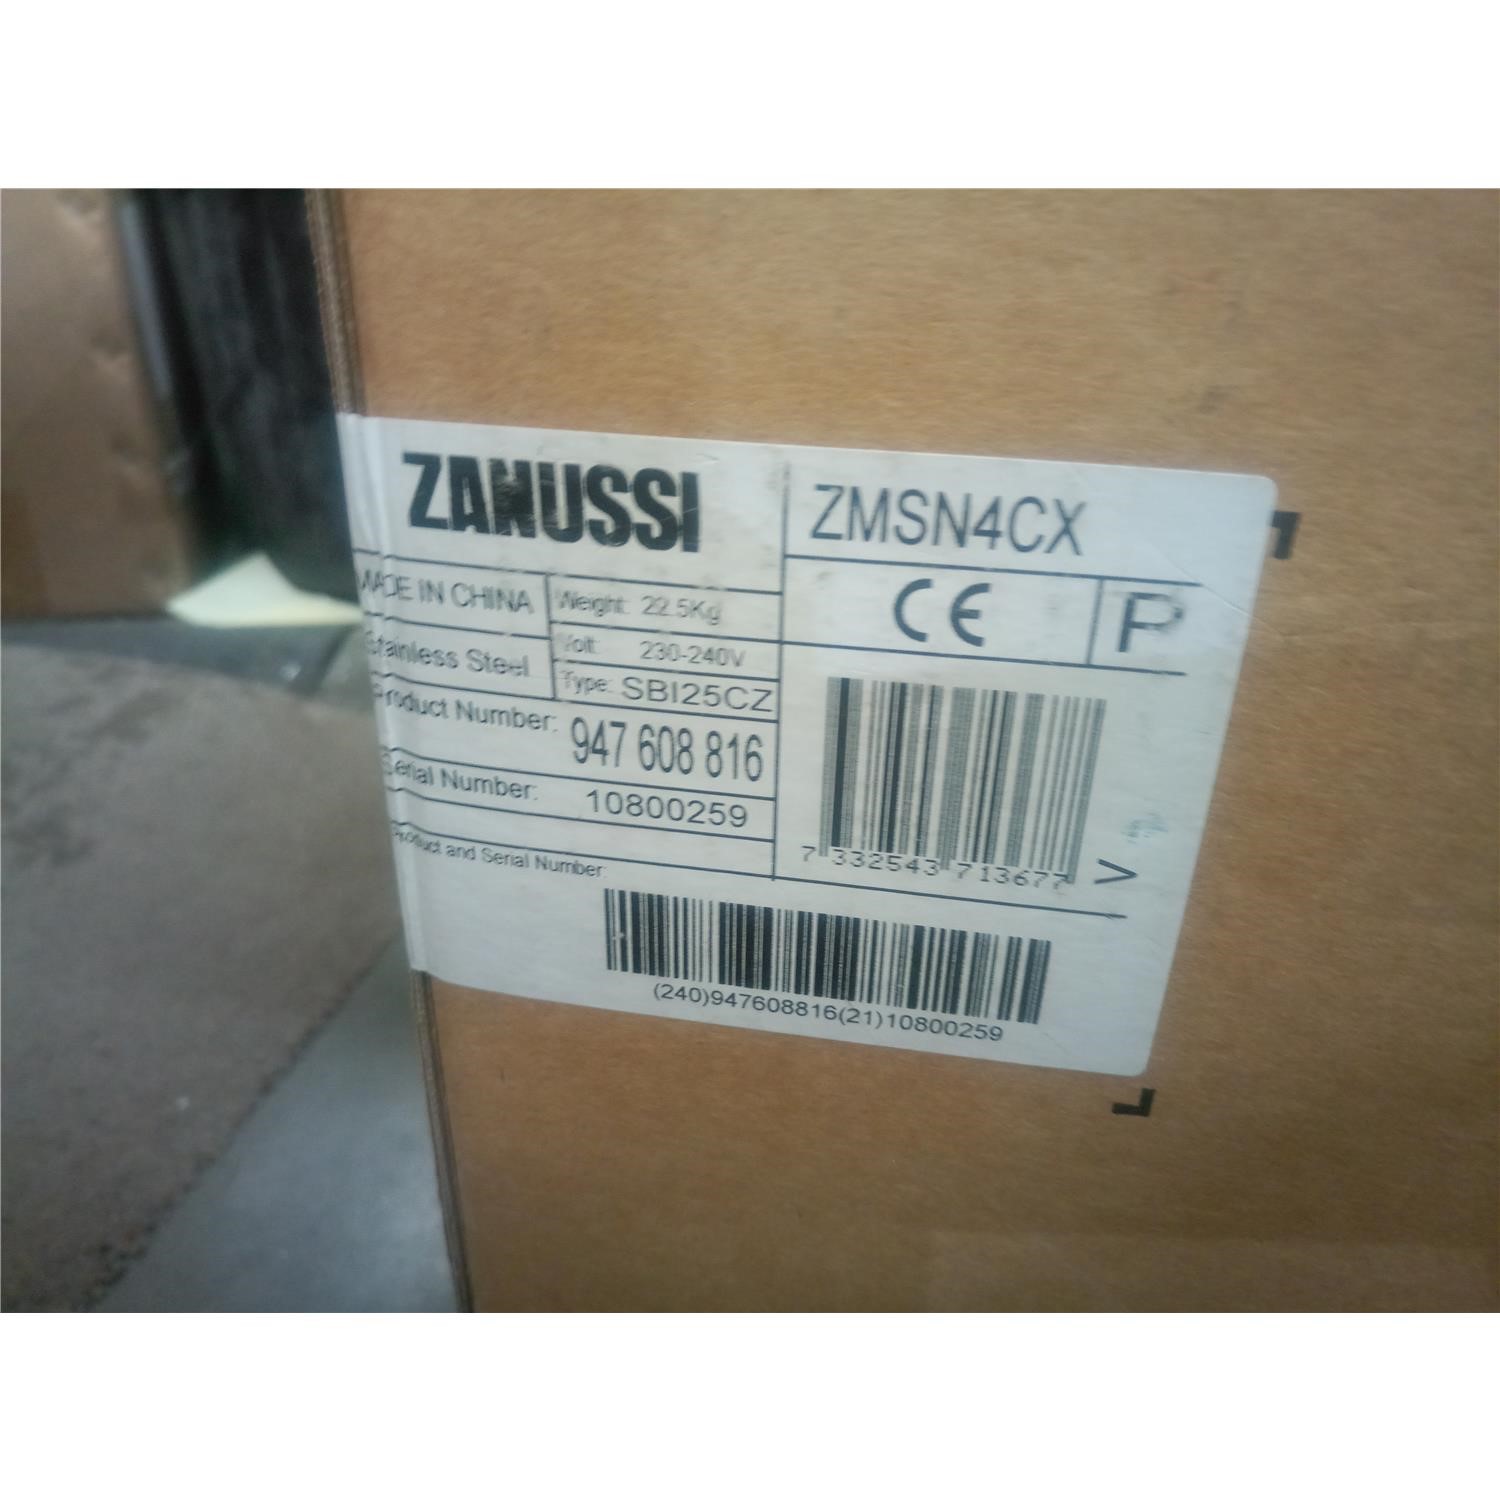 ZANUSSI
ZMSN4CX
MADE IN CHINA
Weight: 22.5Kg
CE
P
Volt: 230-240V
Stainless Steel
Type: SBI25CZ
Product Number: 947 608 816
Serial Number: 10800259
7 332543 713677 >
Product and Serial Number:
(240)947608816(21)10800259